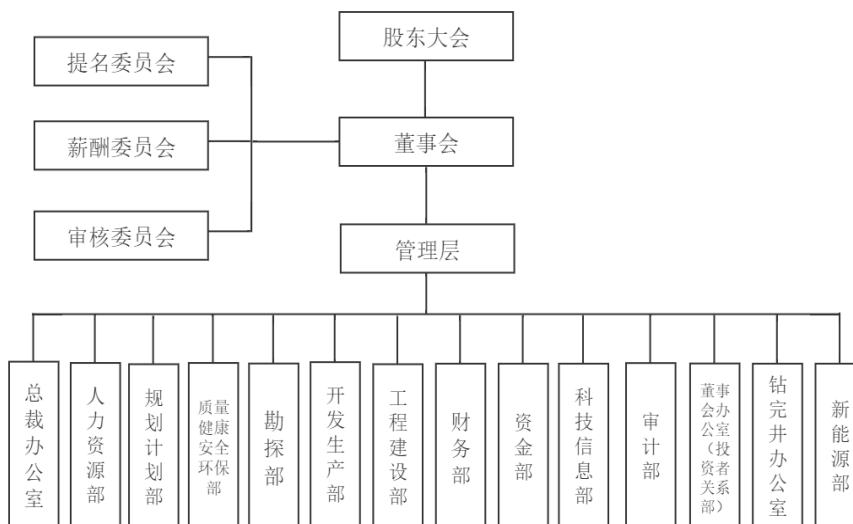 股东大会
提名委员会
薪酬委员会
董事会
审核委员会
管理层
总裁办公室
人力资源部
规划计划部
质量健康安全环保部
勘探部
开发生产部
工程建设部
财务部
资金部
科技信息部
审计部
董事会办公室（投资者关系部）
钻完井办公室
新能源部